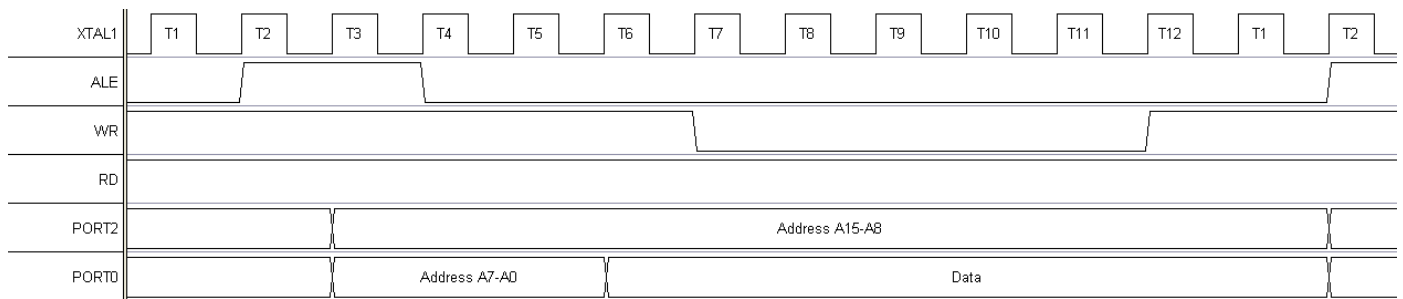 XTAL1 T1 T2 T3 T4 T5 T6 T7 T8 T9 T10 T11 T12 T1 T2
ALE
WR
RD
PORT2 Address A15-A8
PORT0 Address A7-A0 Data